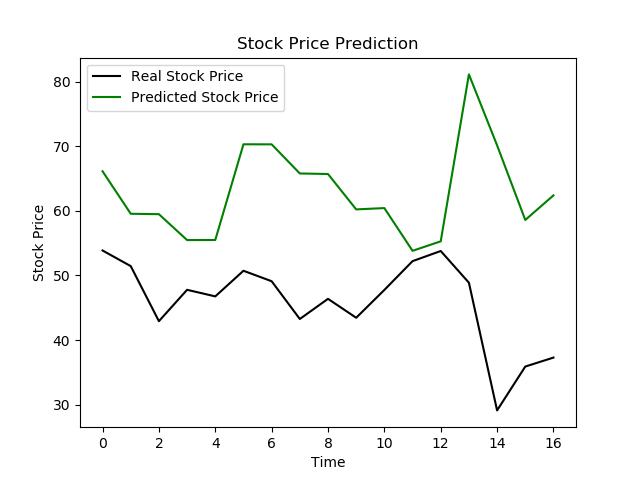 Stock Price Prediction
Real Stock Price
Predicted Stock Price
80
70
60
50
40
30
Stock Price
0 2 4 6 8 10 12 14 16
Time